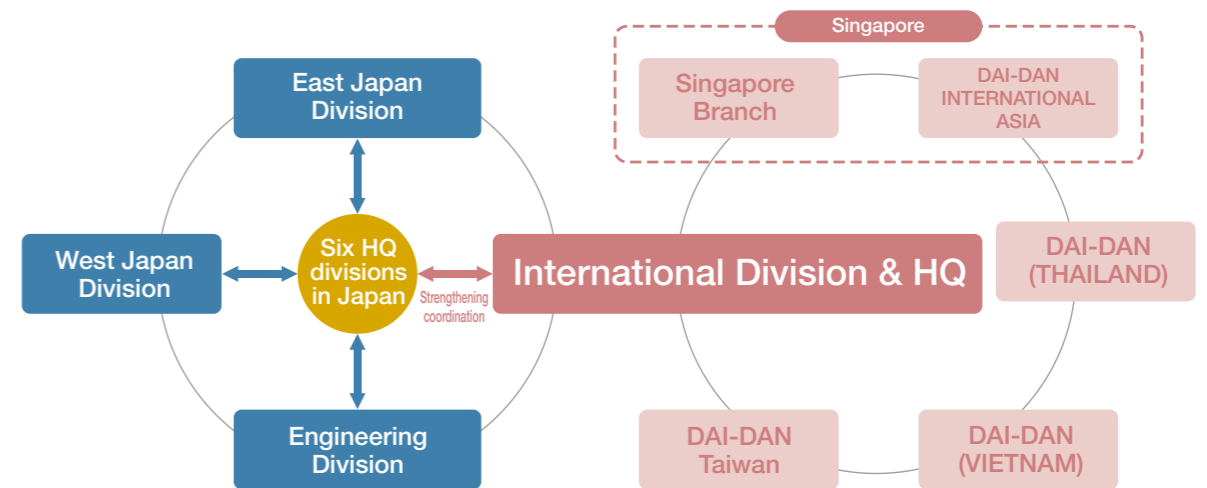 Singapore
East Japan
Division
Singapore
Branch
DAI-DAN
INTERNATIONAL
ASIA
West Japan
Division
Six HQ
divisions
in Japan
Strengthening
coordination
International Division & HQ
DAI-DAN
(THAILAND)
Engineering
Division
DAI-DAN
Taiwan
DAI-DAN
(VIETNAM)